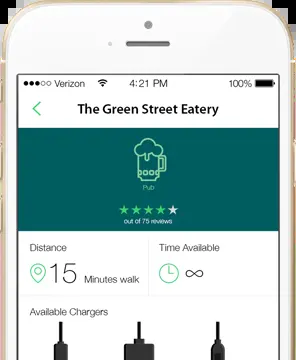 Verizon 4:21 PM 100%
The Green Street Eatery
Pub
out of 75 reviews
Distance
15 Minutes walk
Time Available
∞
Available Chargers